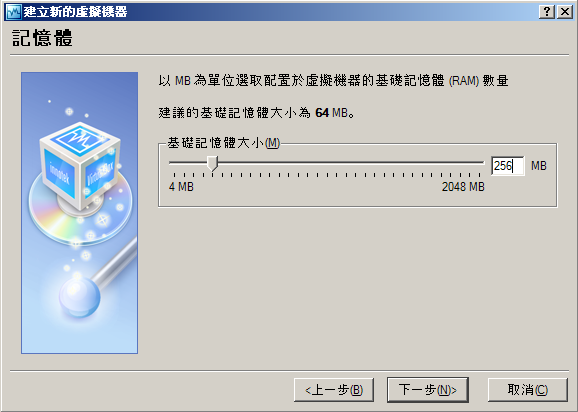 建立新的虛擬機器
記憶體
innotek
VirtualBox
以 MB 為單位選取配置於虛擬機器的基礎記憶體 (RAM) 數量
建議的基礎記憶體大小為 64 MB。
基礎記憶體大小(M)
256 MB
4 MB 2048 MB
<上一步(B) 下一步(N)> 取消(C)